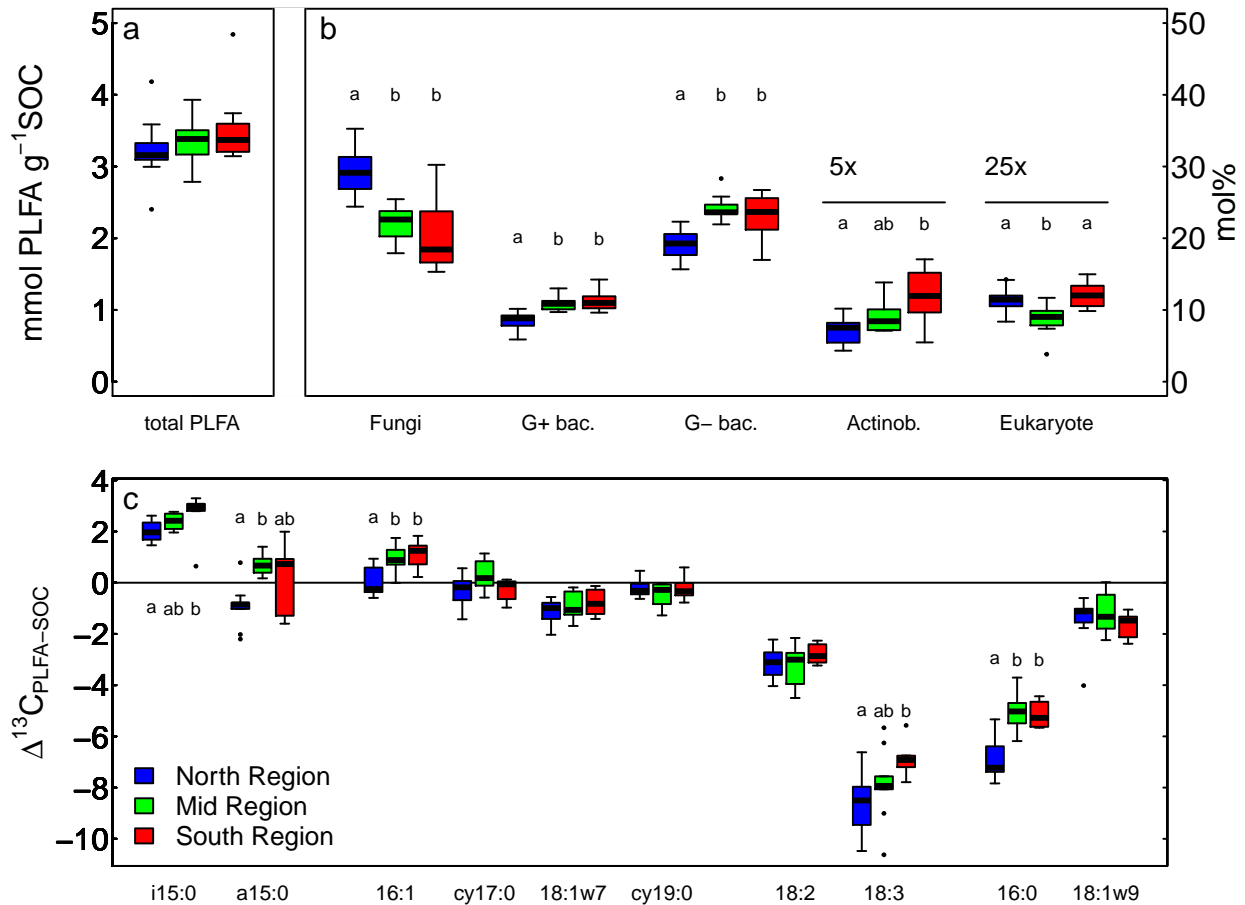 a
b
5
4
3
2
1
0
mmol PLFA g⁻¹SOC
50
40
30
20
10
0
mol%
a b b
a b b
a b b
5x
a ab b
25x
a b a
total PLFA Fungi G+ bac. G− bac. Actinob. Eukaryote
c
4
2
0
−2
−4
−6
−8
−10
Δ¹³C PLFA−SOC
a ab b
a b ab
a b b
a ab b
a b b
North Region
Mid Region
South Region
i15:0 a15:0 16:1 cy17:0 18:1w7 cy19:0 18:2 18:3 16:0 18:1w9